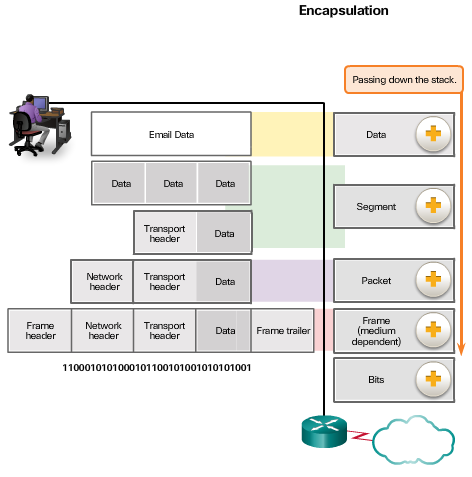 Encapsulation
Passing down the stack.
Email Data
Data
Data Data Data
Segment
Transport
header
Data
Network
header
Transport
header
Data
Packet
Frame
header
Network
header
Transport
header
Data
Frame trailer
Frame
(medium
dependent)
1100010101000101100101001010101001
Bits